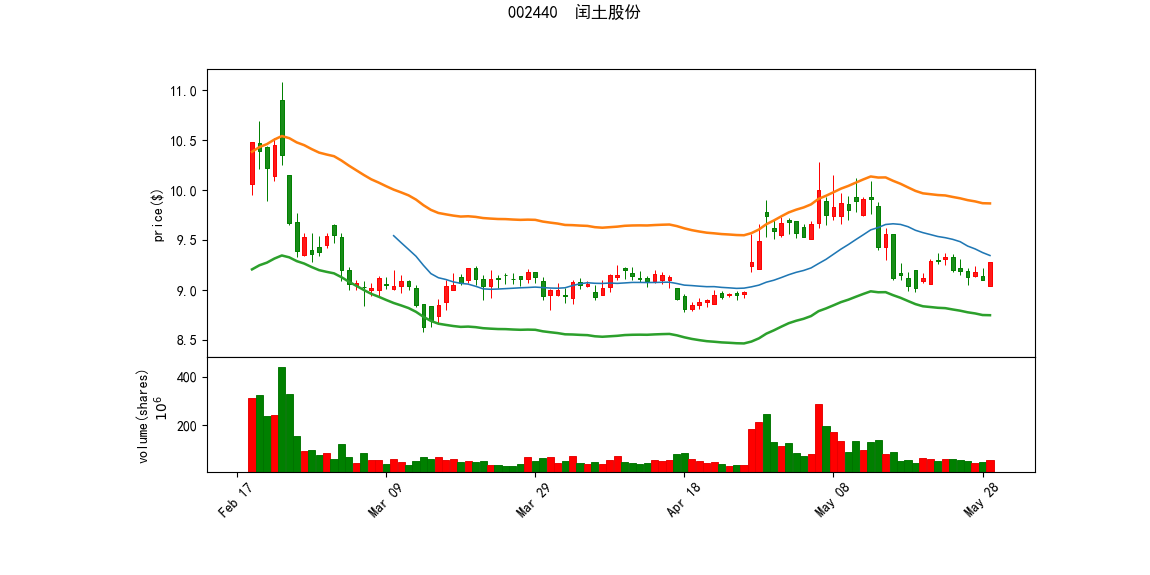 002440 闰土股份
price($)
11.0
10.5
10.0
9.5
9.0
8.5
volume(shares)
10^6
400
200
Feb 17
Mar 09
Mar 29
Apr 18
May 08
May 28